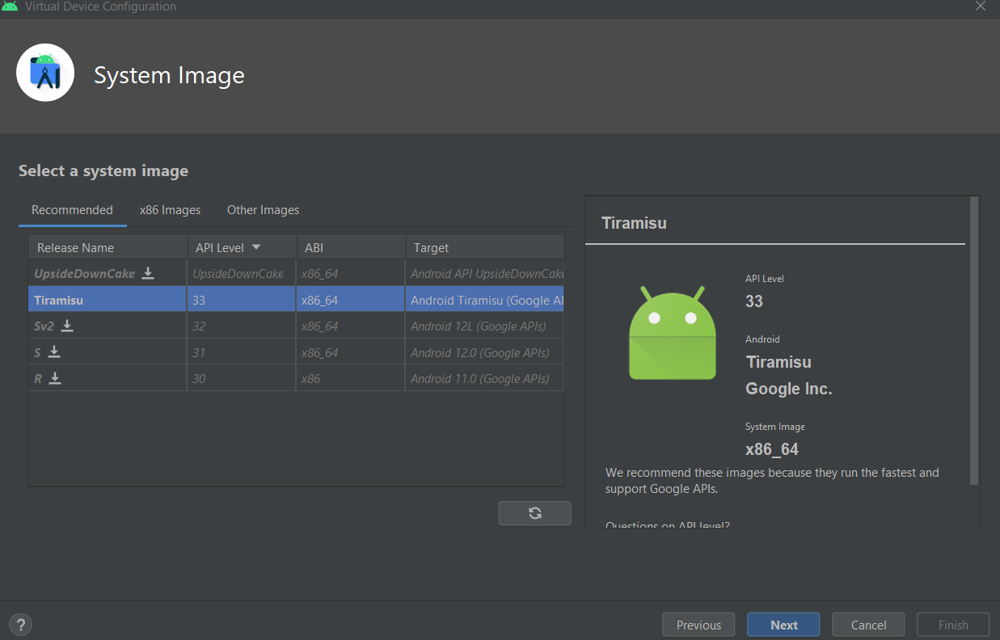 Virtual Device Configuration
System Image
Select a system image
Recommended x86 Images Other Images
Release Name API Level ABI Target
UpsideDownCake UpsideDownCake x86_64 Android API UpsideDownCake
Tiramisu 33 x86_64 Android Tiramisu (Google AP
Sv2 32 x86_64 Android 12L (Google APIs)
S 31 x86_64 Android 12.0 (Google APIs)
R 30 x86 Android 11.0 (Google APIs)
Tiramisu
API Level
33
Android
Tiramisu
Google Inc.
System Image
x86_64
We recommend these images because they run the fastest and
support Google APIs.
Questions on API level?
? Previous Next Cancel Finish